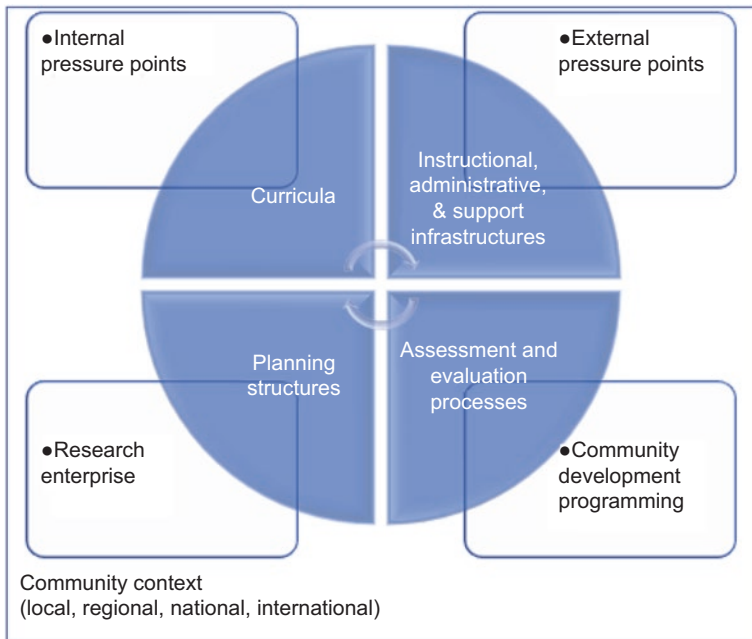 ●Internal
pressure points
●External
pressure points
Curricula
Instructional,
administrative,
& support
infrastructures
Planning
structures
Assessment and
evaluation
processes
●Research
enterprise
●Community
development
programming
Community context
(local, regional, national, international)